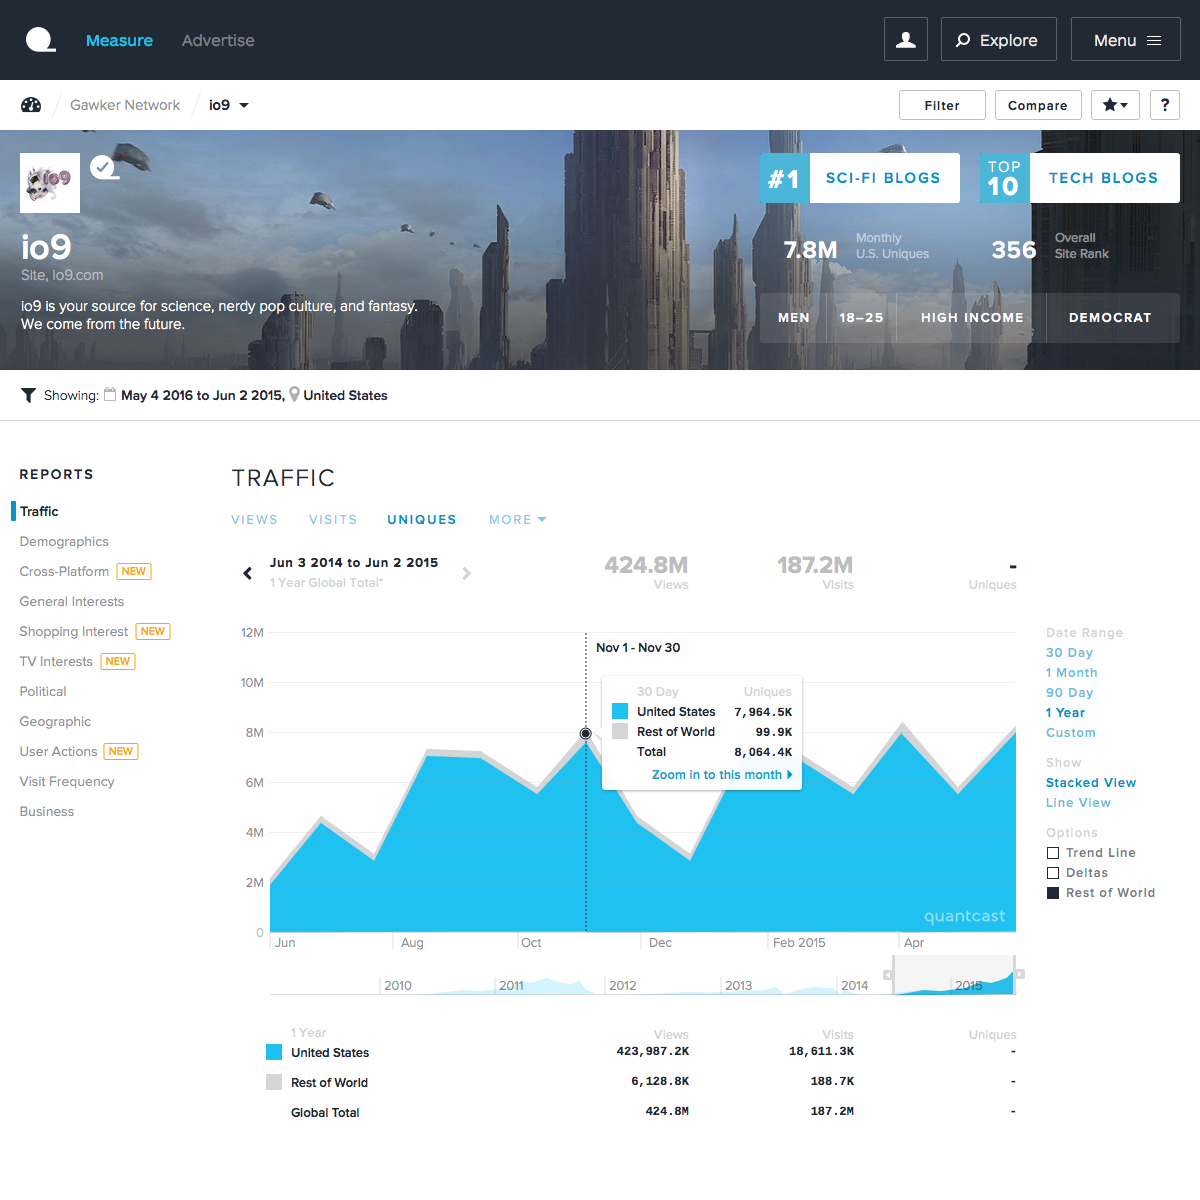 Measure Advertise Explore Menu
Gawker Network io9 Filter Compare ?
io9
#1 SCI-FI BLOGS TOP 10 TECH BLOGS
io9
7.8M Monthly U.S. Uniques 356 Overall Site Rank
Site, io9.com
io9 is your source for science, nerdy pop culture, and fantasy.
We come from the future.
MEN 18–25 HIGH INCOME DEMOCRAT
Showing: May 4 2016 to Jun 2 2015, United States
REPORTS
Traffic
Demographics
Cross-Platform NEW
General Interests
Shopping Interest NEW
TV Interests NEW
Political
Geographic
User Actions NEW
Visit Frequency
Business
TRAFFIC
VIEWS VISITS UNIQUES MORE
Jun 3 2014 to Jun 2 2015
1 Year Global Total*
424.8M 187.2M -
Views Visits Uniques
12M
10M
8M
6M
4M
2M
0
Nov 1 - Nov 30
30 Day Uniques
United States 7,964.5K
Rest of World 99.9K
Total 8,064.4K
Zoom in to this month
quantcast
Jun Aug Oct Dec Feb 2015 Apr
2010 2011 2012 2013 2014 2015
Date Range
30 Day
1 Month
90 Day
1 Year
Custom
Show
Stacked View
Line View
Options
Trend Line
Deltas
Rest of World
1 Year Views Visits Uniques
United States 423,987.2K 18,611.3K -
Rest of World 6,128.8K 188.7K -
Global Total 424.8M 187.2M -